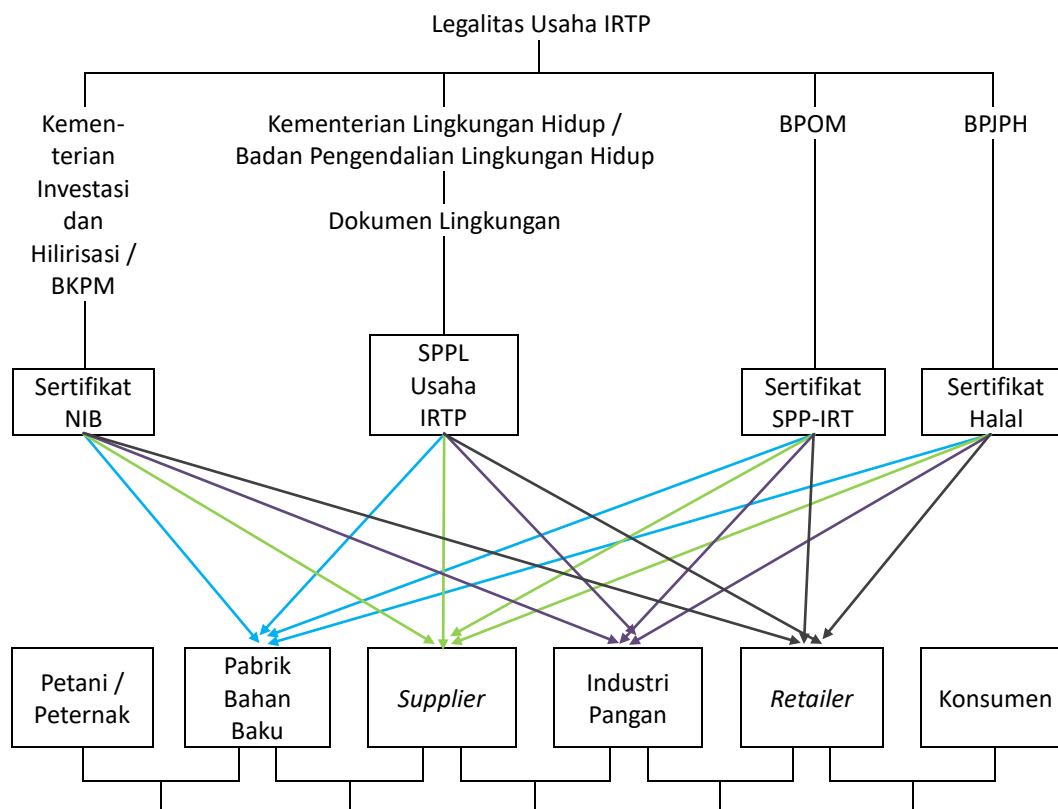 Legalitas Usaha IRTP
Kemen-
terian
Investasi
dan
Hilirisasi /
BKPM
Kementerian Lingkungan Hidup /
Badan Pengendalian Lingkungan Hidup
Dokumen Lingkungan
BPOM
BPJPH
Sertifikat
NIB
SPPL
Usaha
IRTP
Sertifikat
SPP-IRT
Sertifikat
Halal
Petani /
Peternak
Pabrik
Bahan
Baku
Supplier
Industri
Pangan
Retailer
Konsumen